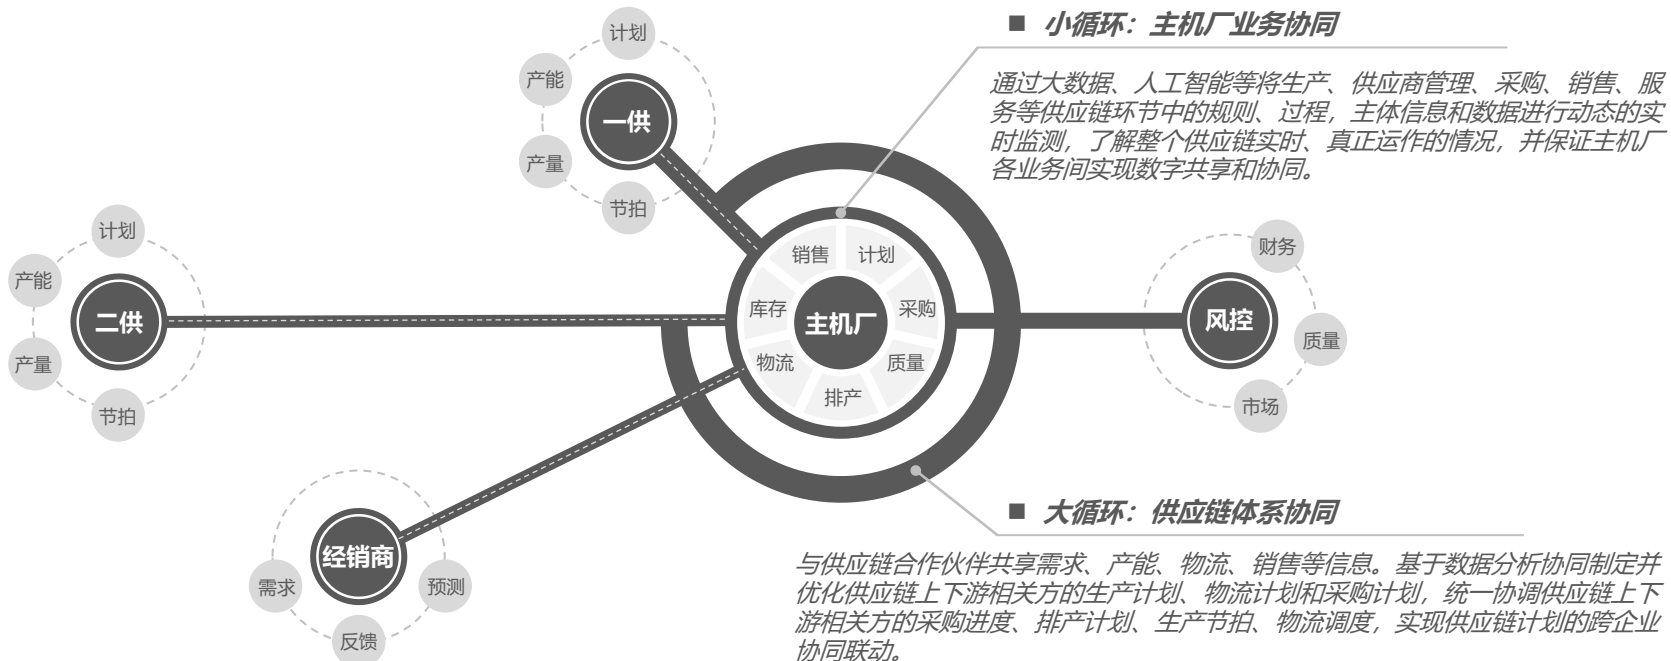 ■ 小循环：主机厂业务协同
通过大数据、人工智能等将生产、供应商管理、采购、销售、服
务等供应链环节中的规则、过程，主体信息和数据进行动态的实
时监测，了解整个供应链实时、真正运作的情况，并保证主机厂
各业务间实现数字共享和协同。
计划
产能
一供
产量
节拍
计划
产能
二供
产量
节拍
销售
计划
库存
采购
主机厂
物流
质量
排产
财务
风控
质量
市场
经销商
需求
预测
反馈
■ 大循环：供应链体系协同
与供应链合作伙伴共享需求、产能、物流、销售等信息。基于数据分析协同制定并
优化供应链上下游相关方的生产计划、物流计划和采购计划，统一协调供应链上下
游相关方的采购进度、排产计划、生产节拍、物流调度，实现供应链计划的跨企业
协同联动。